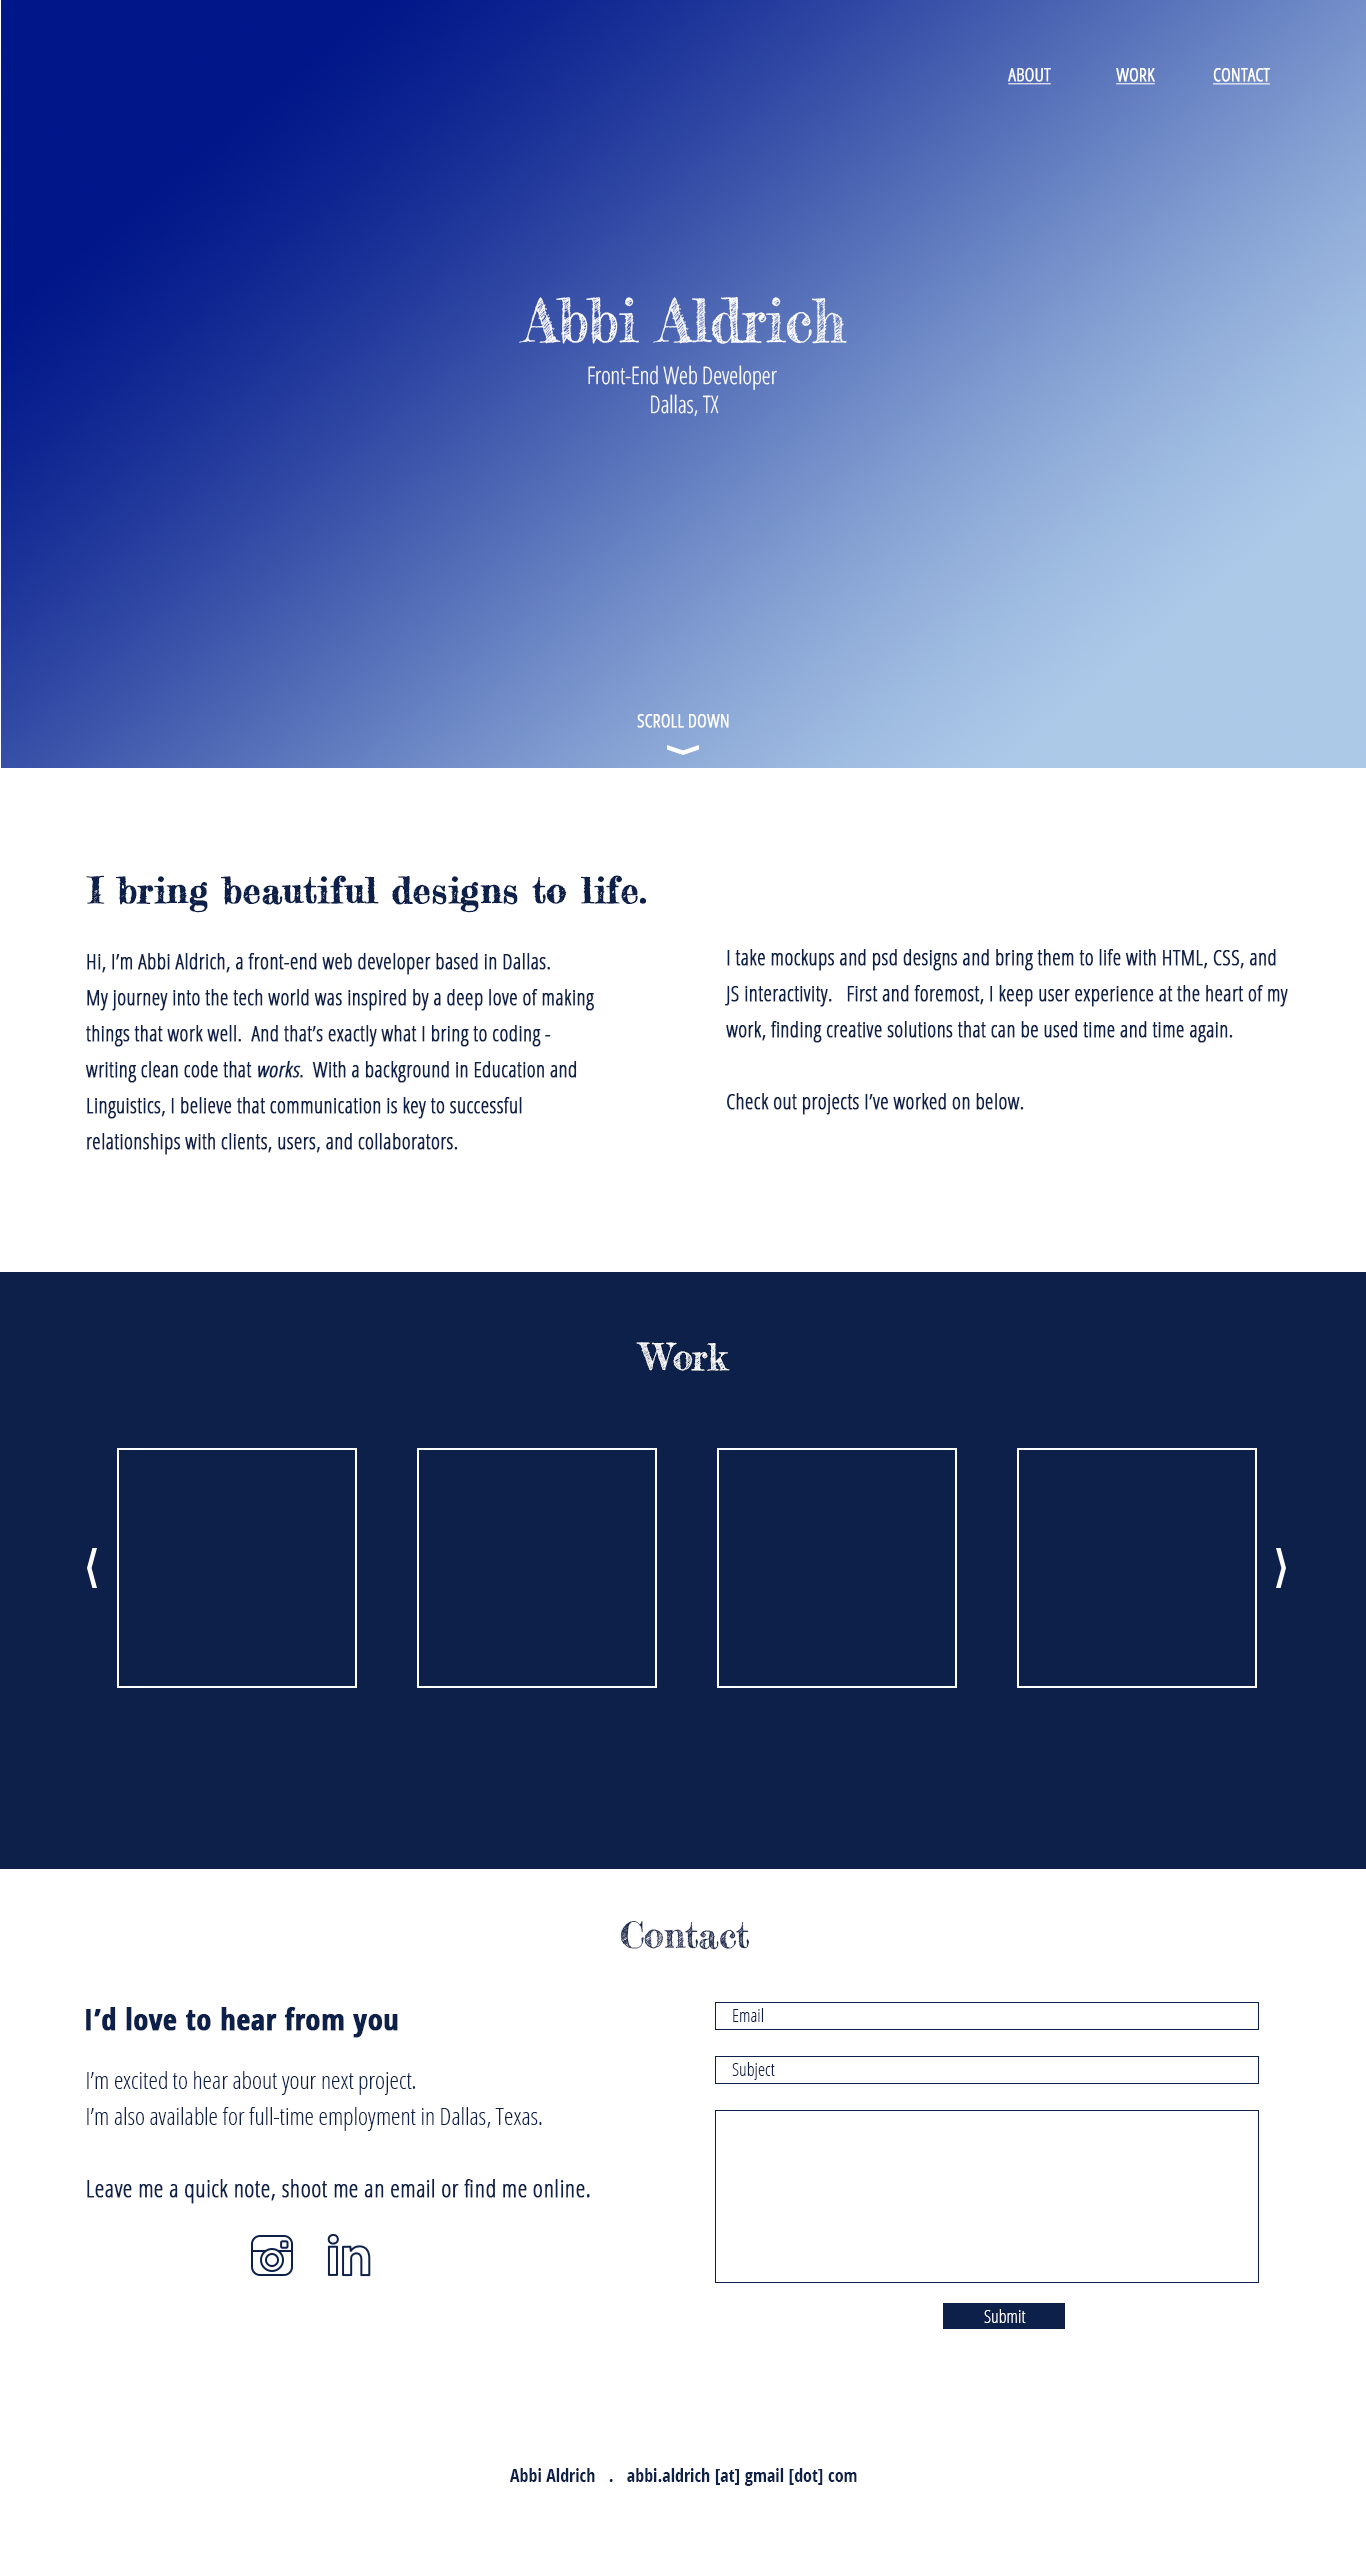 ABOUT WORK CONTACT
Abbi Aldrich
Front-End Web Developer
Dallas, TX
SCROLL DOWN
I bring beautiful designs to life.
Hi, I’m Abbi Aldrich, a front-end web developer based in Dallas.
My journey into the tech world was inspired by a deep love of making
things that work well.  And that’s exactly what I bring to coding -
writing clean code that works.  With a background in Education and
Linguistics, I believe that communication is key to successful
relationships with clients, users, and collaborators.
I take mockups and psd designs and bring them to life with HTML, CSS, and
JS interactivity.   First and foremost, I keep user experience at the heart of my
work, finding creative solutions that can be used time and time again.
Check out projects I’ve worked on below.
Work
Contact
I’d love to hear from you
I’m excited to hear about your next project.
I’m also available for full-time employment in Dallas, Texas.
Leave me a quick note, shoot me an email or find me online.
in
Email
Subject
Submit
Abbi Aldrich   .   abbi.aldrich [at] gmail [dot] com